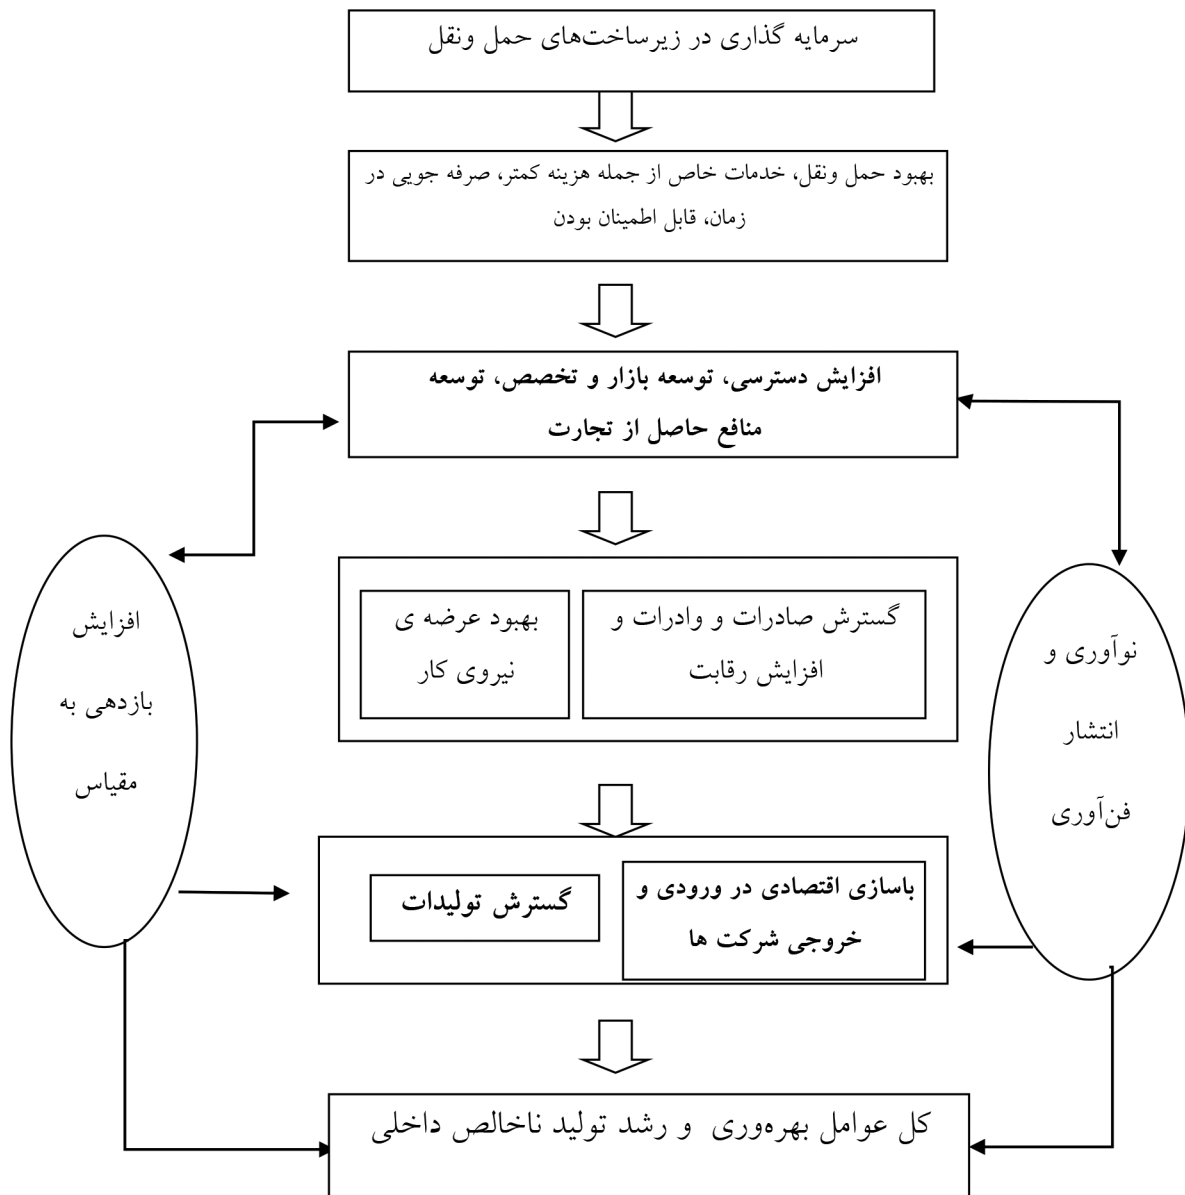 سرمایه گذاری در زیرساخت‌های حمل ونقل
بهبود حمل ونقل، خدمات خاص از جمله هزینه کمتر، صرفه جویی در
زمان، قابل اطمینان بودن
افزایش دسترسی، توسعه بازار و تخصص، توسعه
منافع حاصل از تجارت
گسترش صادرات و وادرات و
افزایش رقابت
بهبود عرضه ی
نیروی کار
نوآوری و
انتشار
فن‌آوری
افزایش
بازدهی به
مقیاس
باسازی اقتصادی در ورودی و
خروجی شرکت ها
گسترش تولیدات
کل عوامل بهره‌وری و رشد تولید ناخالص داخلی